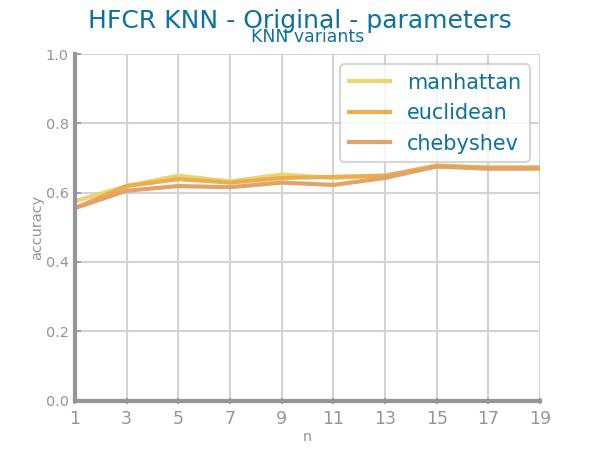 HFCR KNN - Original - parameters
KNN variants
1.0
manhattan
euclidean
chebyshev
0.8
0.6
0.4
0.2
0.0
accuracy
1 3 5 7 9 11 13 15 17 19
n